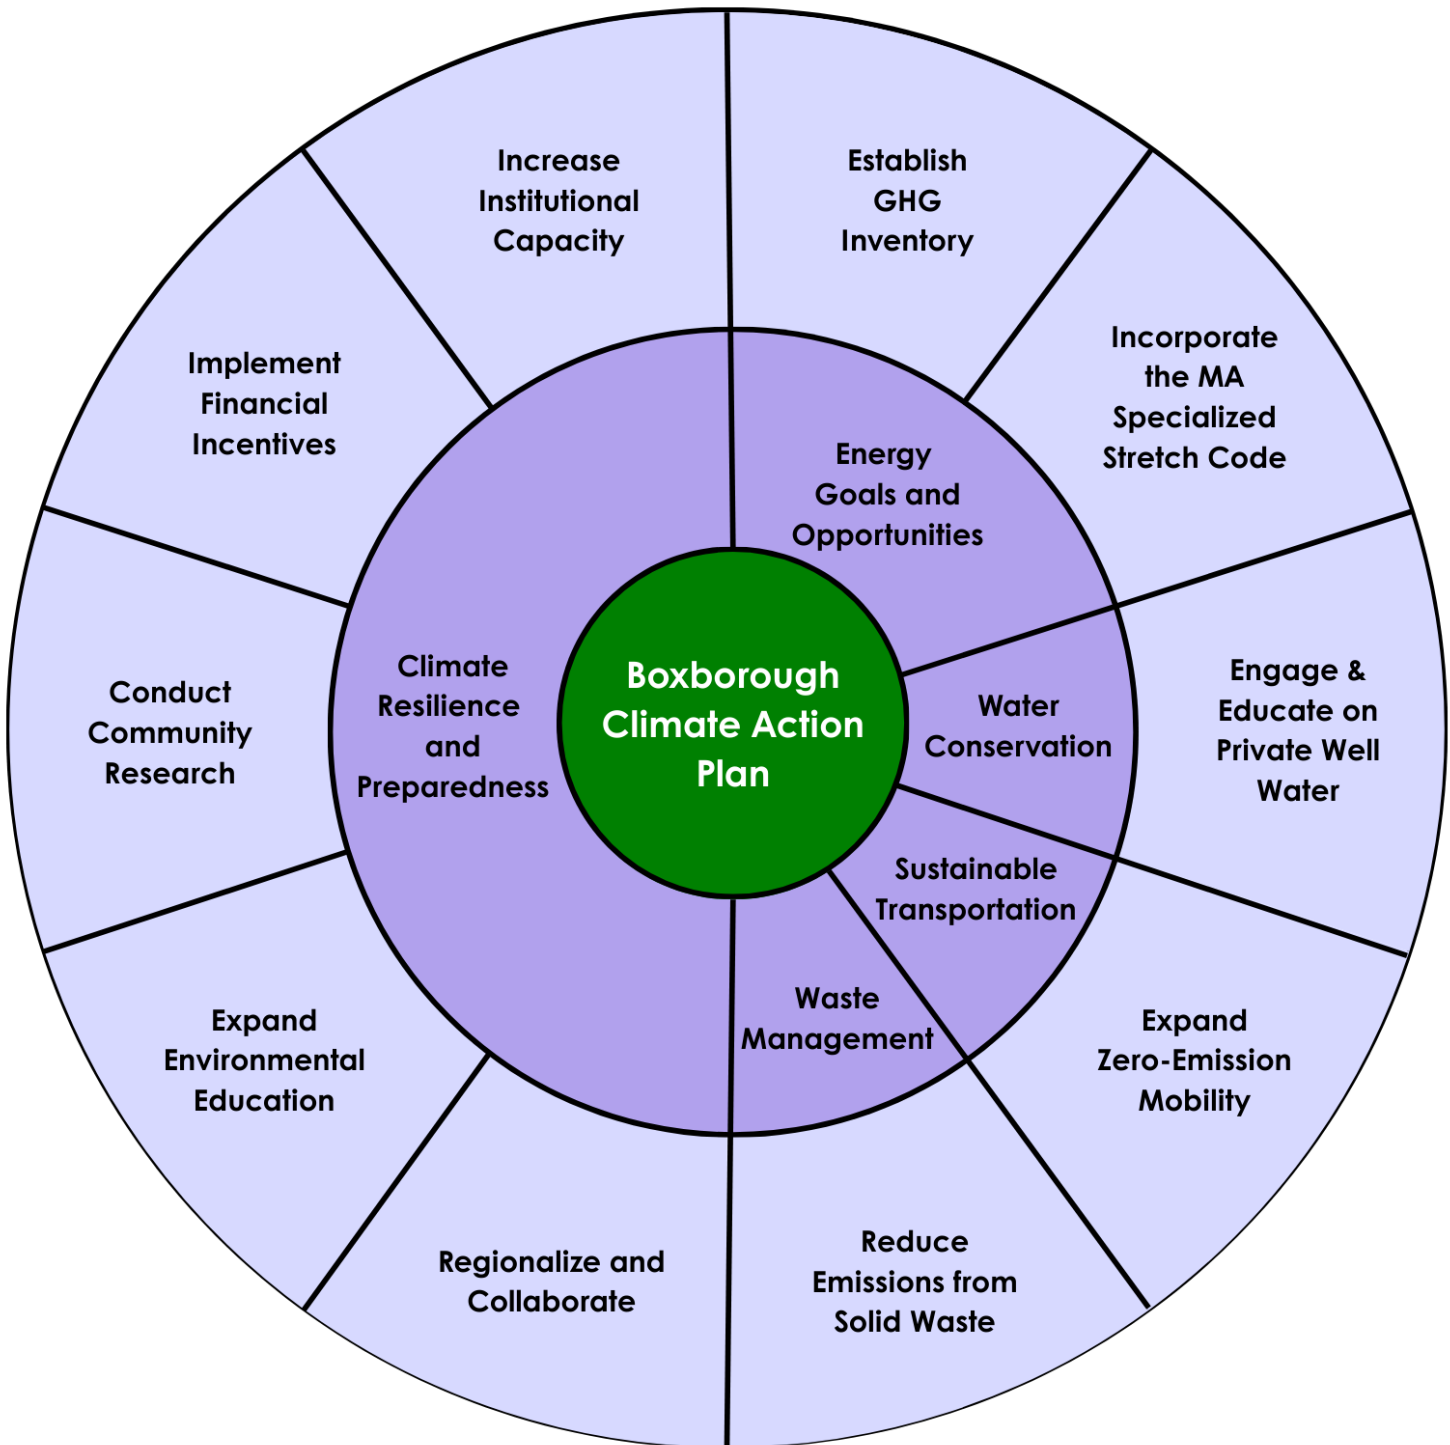 Increase
Institutional
Capacity
Establish
GHG
Inventory
Incorporate
the MA
Specialized
Stretch Code
Implement
Financial
Incentives
Energy
Goals and
Opportunities
Climate
Resilience
and
Preparedness
Boxborough
Climate Action
Plan
Water
Conservation
Engage &
Educate on
Private Well
Water
Conduct
Community
Research
Sustainable
Transportation
Waste
Management
Expand
Environmental
Education
Expand
Zero-Emission
Mobility
Regionalize and
Collaborate
Reduce
Emissions from
Solid Waste